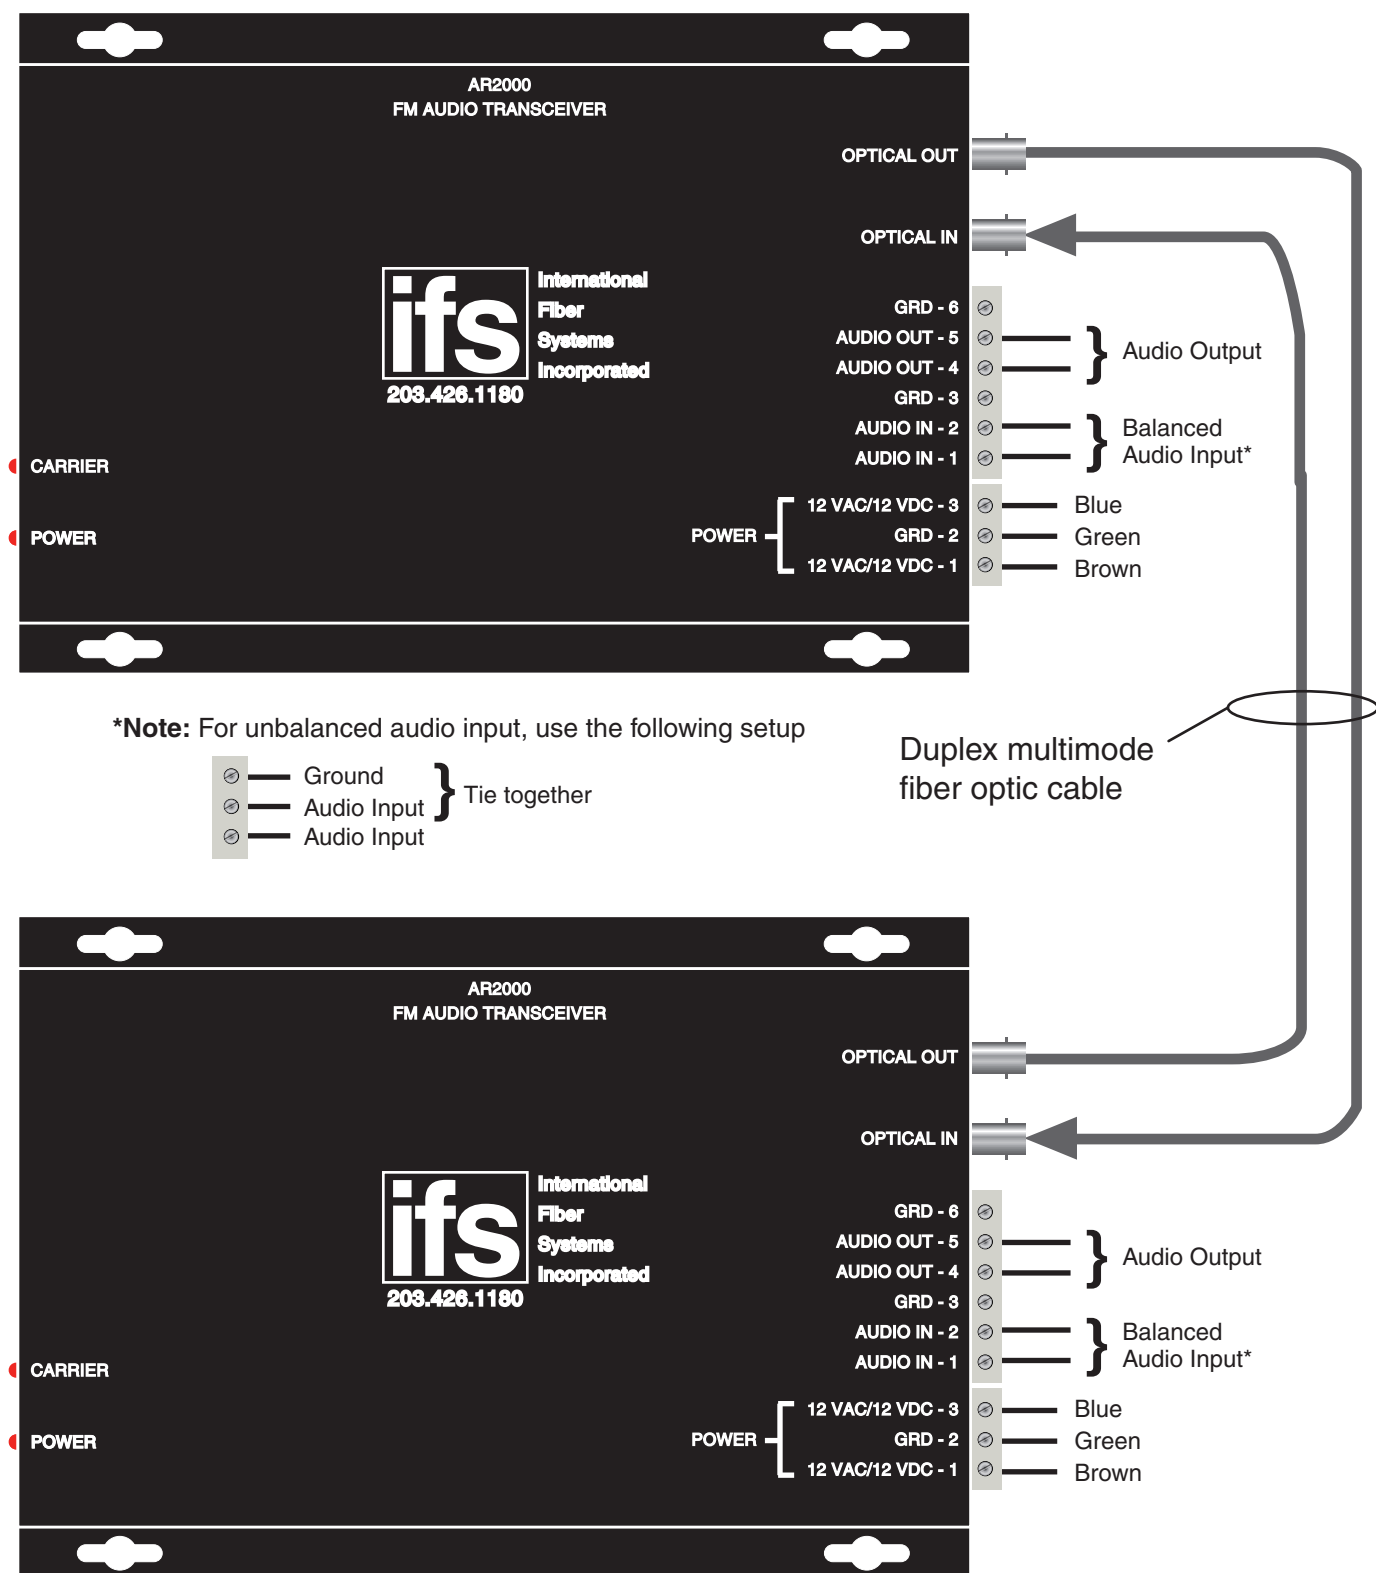 AR2000
FM AUDIO TRANSCEIVER
OPTICAL OUT
OPTICAL IN
ifs
International
Fiber
Systems
Incorporated
203.426.1180
GRD - 6
AUDIO OUT - 5
AUDIO OUT - 4
Audio Output
GRD - 3
AUDIO IN - 2
AUDIO IN - 1
Balanced
Audio Input*
CARRIER
POWER
POWER
12 VAC/12 VDC - 3
Blue
GRD - 2
Green
12 VAC/12 VDC - 1
Brown
*Note: For unbalanced audio input, use the following setup
Ground
Audio Input
Tie together
Audio Input
Duplex multimode
fiber optic cable
AR2000
FM AUDIO TRANSCEIVER
OPTICAL OUT
OPTICAL IN
ifs
International
Fiber
Systems
Incorporated
203.426.1180
GRD - 6
AUDIO OUT - 5
AUDIO OUT - 4
Audio Output
GRD - 3
AUDIO IN - 2
AUDIO IN - 1
Balanced
Audio Input*
CARRIER
POWER
POWER
12 VAC/12 VDC - 3
Blue
GRD - 2
Green
12 VAC/12 VDC - 1
Brown